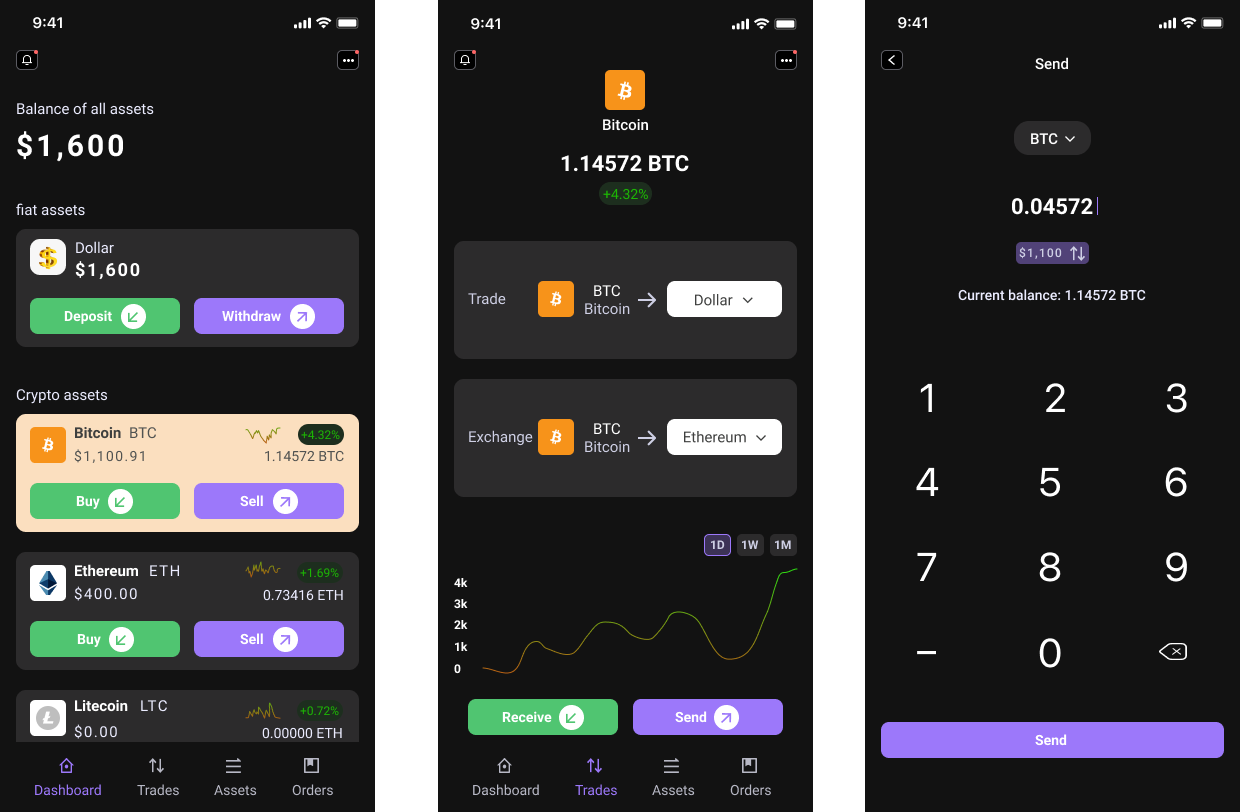 9:41
Balance of all assets
$1,600
fiat assets
Dollar
$1,600
Deposit
Withdraw
Crypto assets
Bitcoin BTC
+4.32%
$1,100.91
1.14572 BTC
Buy
Sell
Ethereum ETH
+1.69%
$400.00
0.73416 ETH
Buy
Sell
Litecoin LTC
+0.72%
$0.00
0.00000 ETH
Dashboard
Trades
Assets
Orders
9:41
Bitcoin
1.14572 BTC
+4.32%
Trade
BTC
Bitcoin
Dollar
Exchange
BTC
Bitcoin
Ethereum
1D 1W 1M
4k
3k
2k
1k
0
Receive
Send
Dashboard
Trades
Assets
Orders
9:41
Send
BTC
0.04572
$1,100
Current balance: 1.14572 BTC
1 2 3
4 5 6
7 8 9
– 0
Send